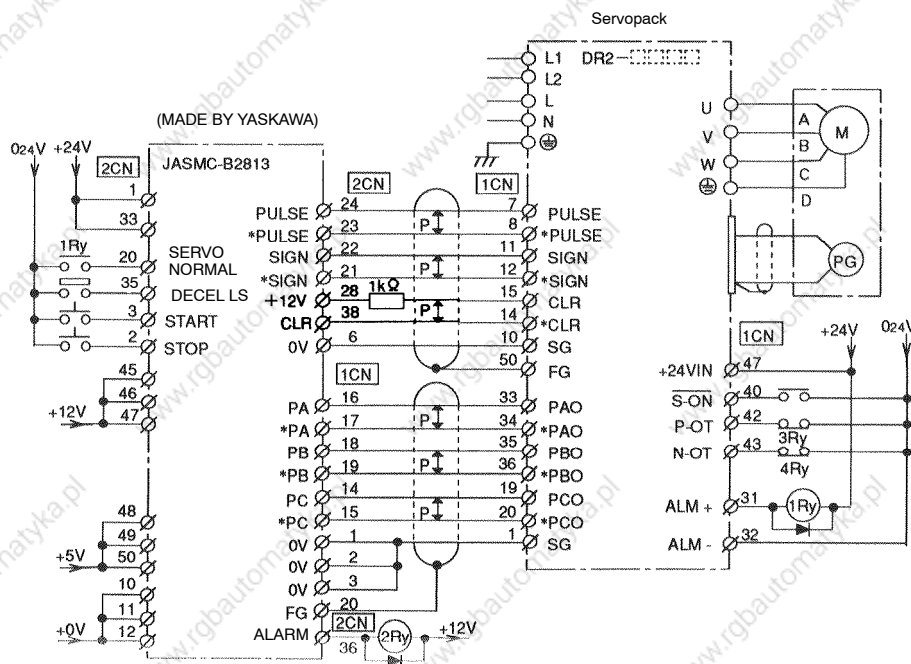 Servopack
L1
DR2
L2
L
N
(MADE BY YASKAWA)
024V +24V
2CN
JASMC-B2813
1
33
1Ry
20 SERVO NORMAL
35 DECEL LS
3 START
2 STOP
45
46
+12V 47
48
49
+5V 50
10
11
+0V 12
2CN 1CN
PULSE 24 7 PULSE
*PULSE 23 P 8 *PULSE
SIGN 22 11 SIGN
*SIGN 21 P 12 *SIGN
+12V 28 1kΩ 15 CLR
CLR 38 P 14 *CLR
0V 6 10 SG
50 FG
1CN
PA 16 33 PAO
*PA 17 P 34 *PAO
PB 18 35 PBO
*PB 19 P 36 *PBO
PC 14 19 PCO
*PC 15 P 20 *PCO
0V 1 1 SG
0V 2
0V 3
FG 20
2CN
ALARM 36 2Ry +12V
U
V A
W B
C
D
M
PG
1CN
+24V 024V
+24VIN 47
S-ON 40
P-OT 42
3Ry
N-OT 43
4Ry
ALM + 31 1Ry
ALM - 32
www.rgbautomatyka.pl